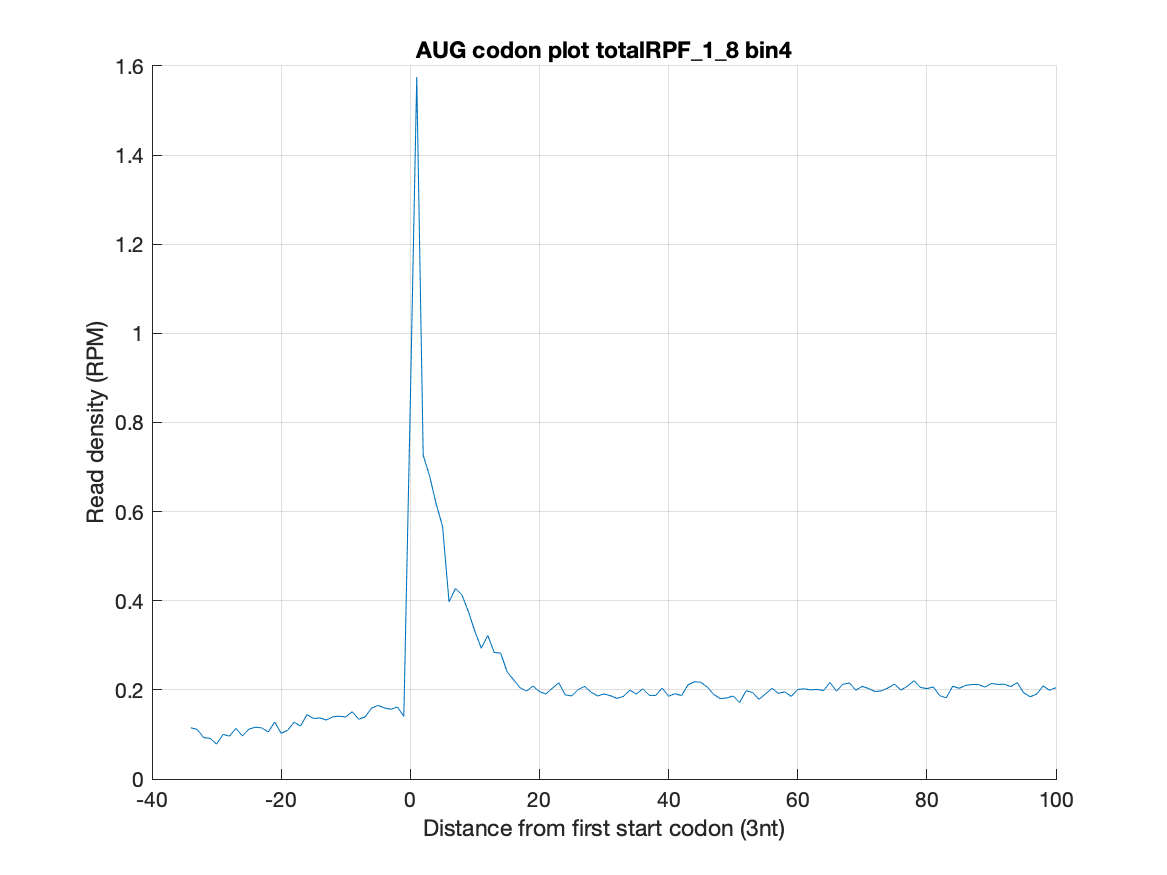 AUG codon plot totalRPF_1_8 bin4
1.6
1.4
1.2
1
0.8
0.6
0.4
0.2
0
Read density (RPM)
-40 -20 0 20 40 60 80 100
Distance from first start codon (3nt)